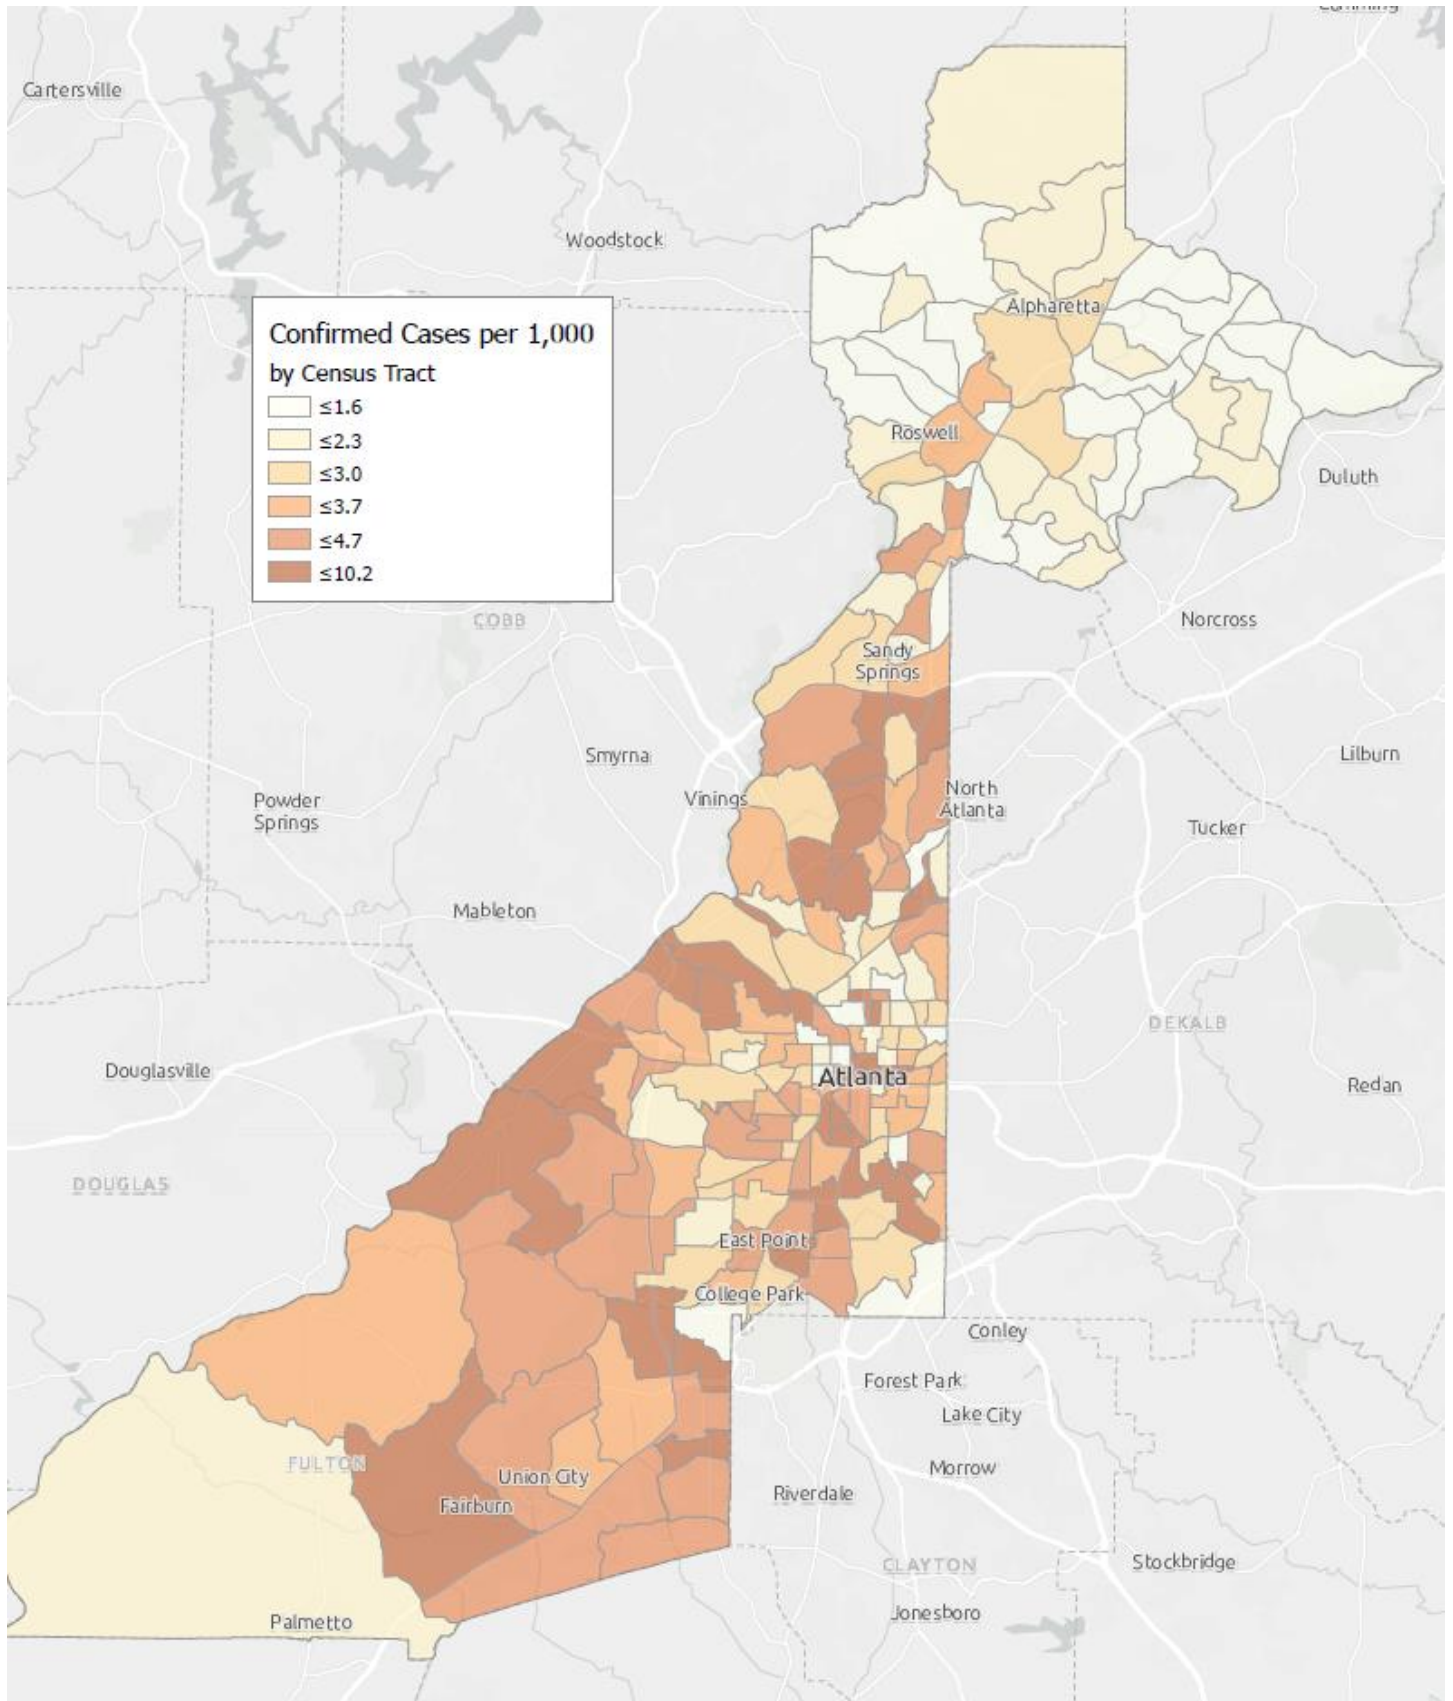 Cumming
Cartersville
Woodstock
Confirmed Cases per 1,000
by Census Tract
≤1.6
≤2.3
≤3.0
≤3.7
≤4.7
≤10.2
Alpharetta
Roswell
Duluth
COBB
Norcross
Sandy
Springs
Smyrna
Lilburn
Vinings
North
Atlanta
Powder
Springs
Tucker
Mableton
DEKALB
Douglasville
Atlanta
Redan
DOUGLAS
East Point
College Park
Conley
Forest Park
Lake City
FULTON
Union City
Morrow
Fairburn
Riverdale
CLAYTON
Stockbridge
Palmetto
Jonesboro